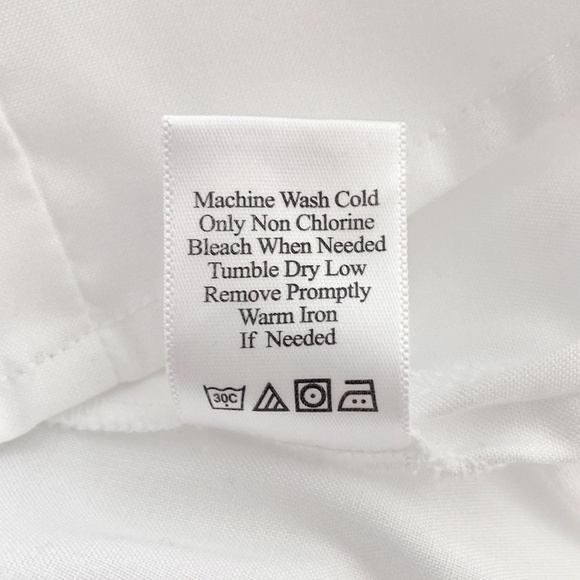 Machine Wash Cold
Only Non Chlorine
Bleach When Needed
Tumble Dry Low
Remove Promptly
Warm Iron
If Needed
30C